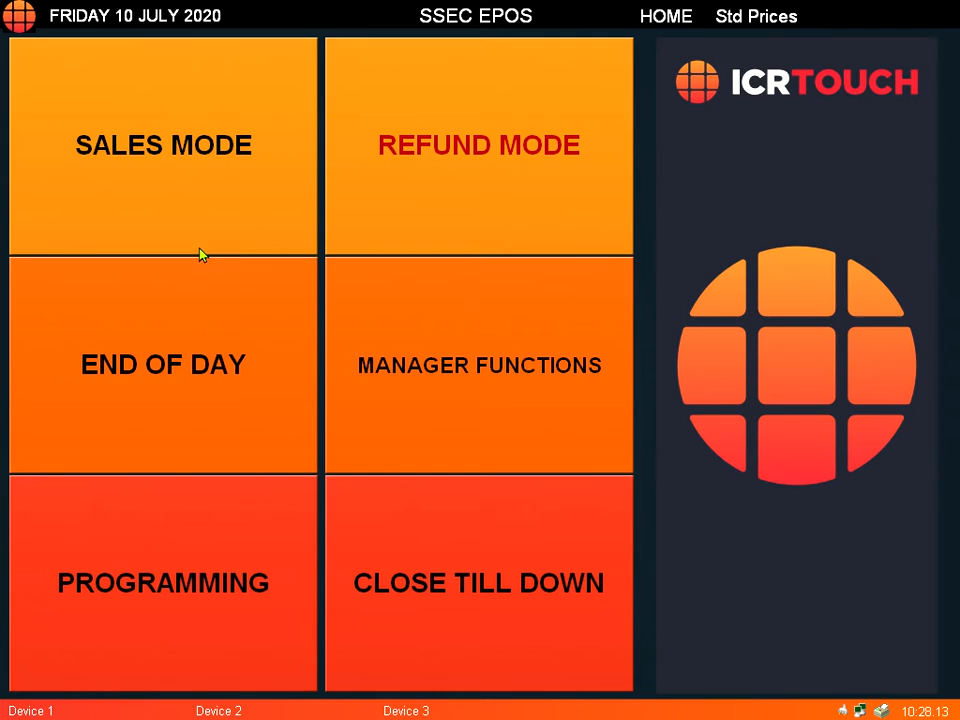 FRIDAY 10 JULY 2020 SSEC EPOS HOME Std Prices
ICRTOUCH
SALES MODE REFUND MODE
END OF DAY MANAGER FUNCTIONS
PROGRAMMING CLOSE TILL DOWN
Device 1 Device 2 Device 3 10:28.13